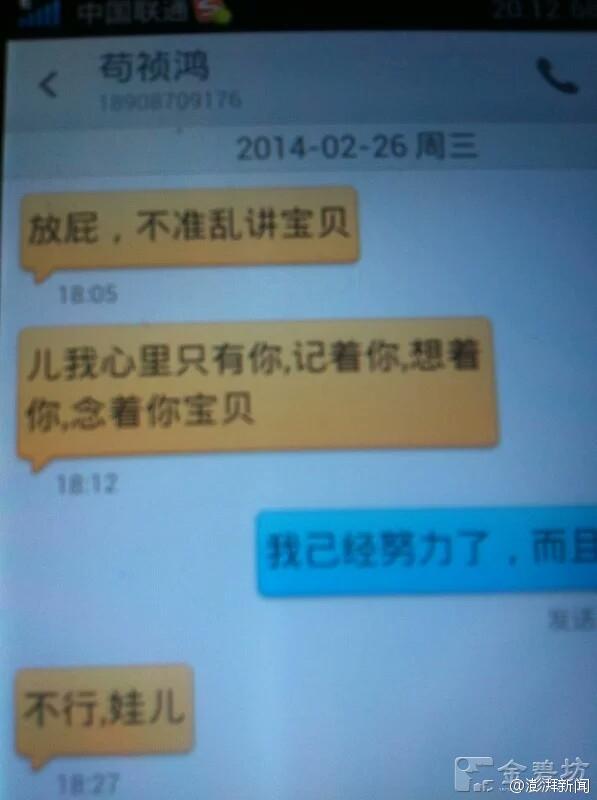 中国联通
20:12:6
苟祯鸿
18908709176
2014-02-26 周三
放屁，不准乱讲宝贝
18:05
儿我心里只有你,记着你,想着
你,念着你宝贝
18:12
我已经努力了，而且
发送
不行,娃儿
18:27
金碧坊
@澎湃新闻